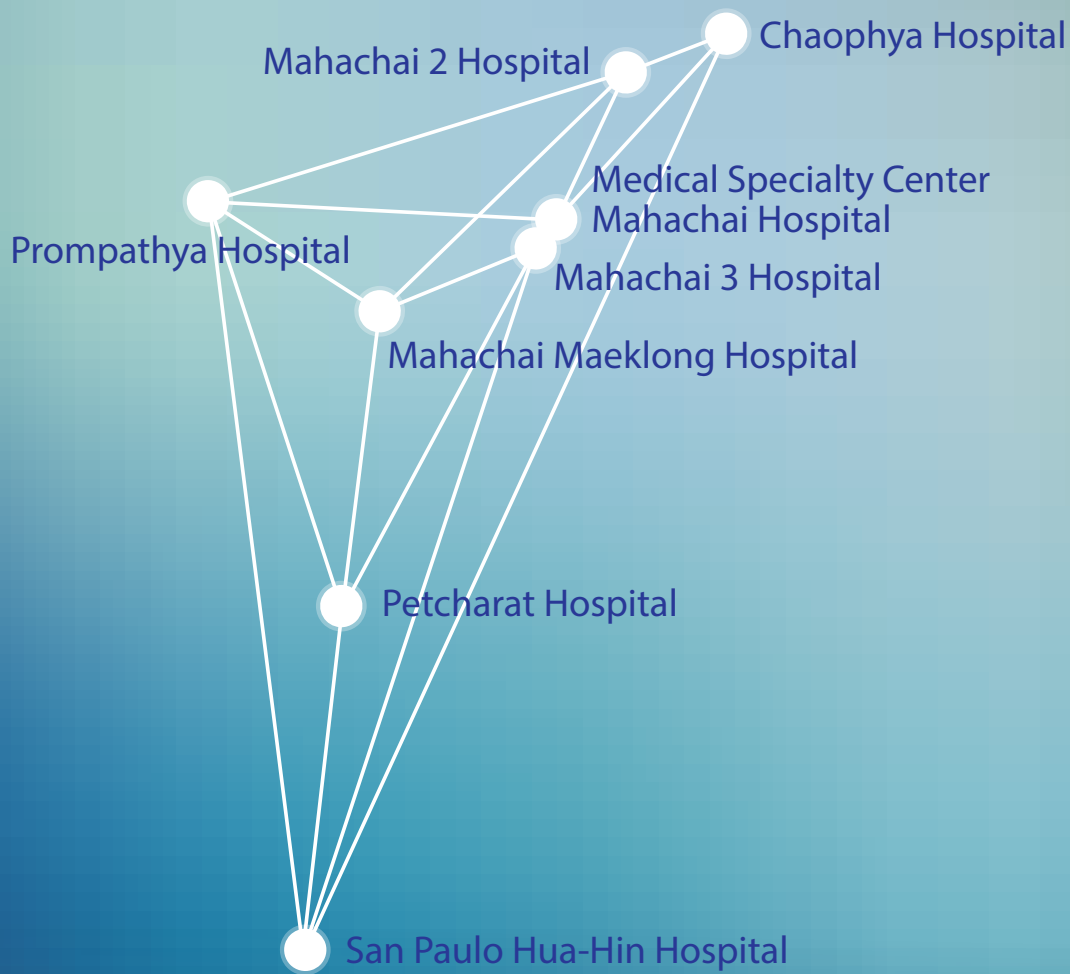 Chaophya Hospital
Mahachai 2 Hospital
Medical Specialty Center
Mahachai Hospital
Prompathya Hospital
Mahachai 3 Hospital
Mahachai Maeklong Hospital
Petcharat Hospital
San Paulo Hua-Hin Hospital